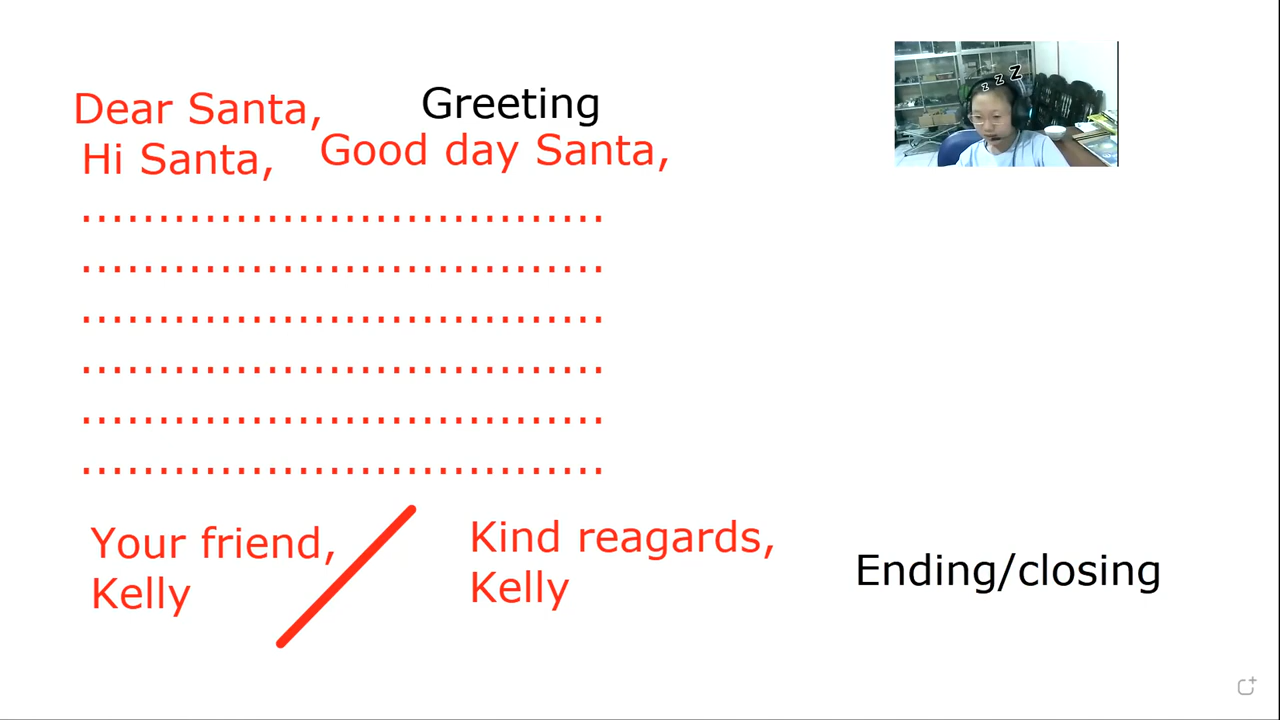 Dear Santa,
Greeting
Hi Santa,
Good day Santa,
..................................
..................................
..................................
..................................
..................................
..................................
Your friend,
Kelly
/
Kind reagards,
Kelly
Ending/closing
z z Z